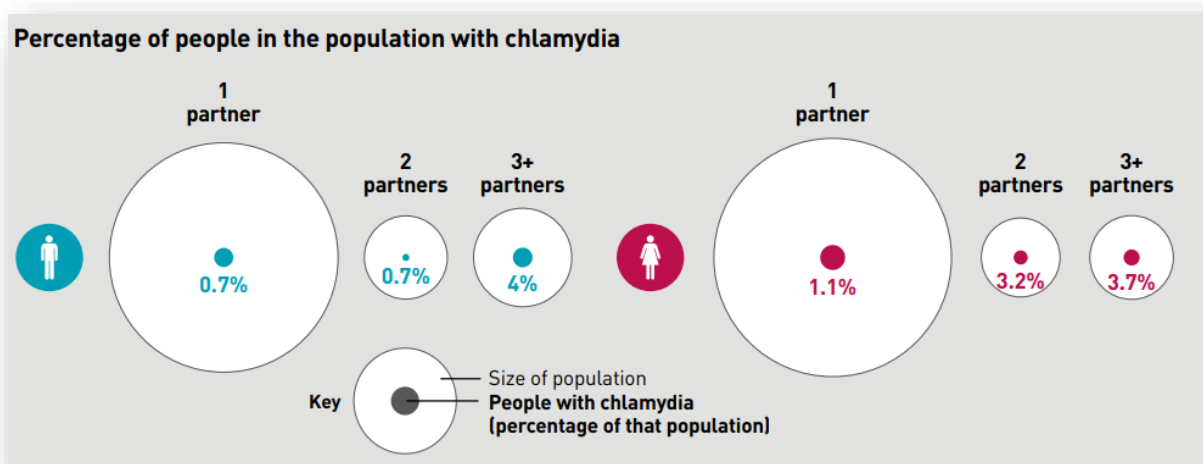 Percentage of people in the population with chlamydia
1
partner
2
partners
3+
partners
0.7%
0.7%
4%
1
partner
2
partners
3+
partners
1.1%
3.2%
3.7%
Key
Size of population
People with chlamydia
(percentage of that population)